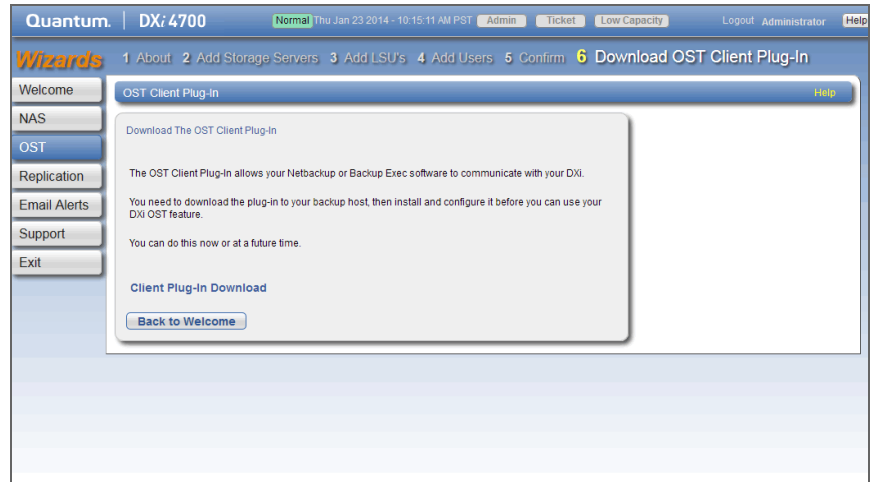 Quantum. DXi 4700 Normal Thu Jan 23 2014 - 10:15:11 AM PST Admin Ticket Low Capacity Logout Administrator Help
Wizards 1 About 2 Add Storage Servers 3 Add LSU's 4 Add Users 5 Confirm 6 Download OST Client Plug-In
Welcome
NAS
OST
Replication
Email Alerts
Support
Exit
OST Client Plug-In Help
Download The OST Client Plug-In
The OST Client Plug-In allows your Netbackup or Backup Exec software to communicate with your DXi.
You need to download the plug-in to your backup host, then install and configure it before you can use your
DXi OST feature.
You can do this now or at a future time.
Client Plug-In Download
Back to Welcome